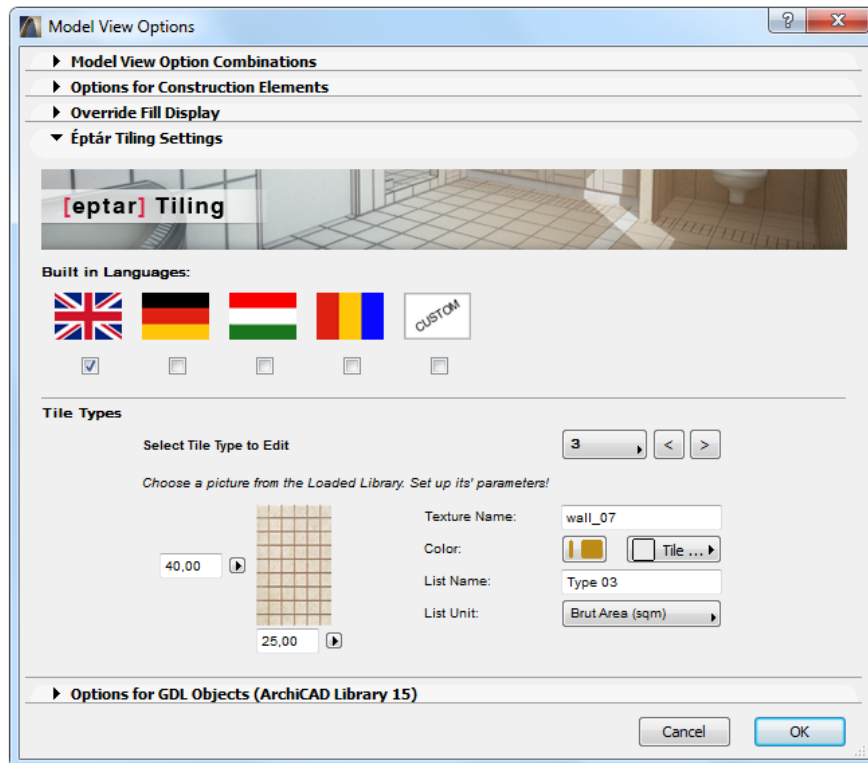 Model View Options
Model View Option Combinations
Options for Construction Elements
Override Fill Display
Éptár Tiling Settings
[eptar] Tiling
Built in Languages:
CUSTOM
Tile Types
Select Tile Type to Edit
3
<
>
Choose a picture from the Loaded Library. Set up its' parameters!
Texture Name:
wall_07
Color:
Tile ...
40,00
List Name:
Type 03
List Unit:
Brut Area (sqm)
25,00
Options for GDL Objects (ArchiCAD Library 15)
Cancel
OK